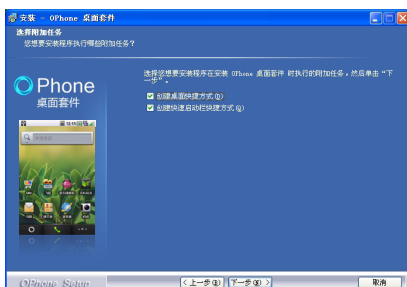 安装 - OPhone 桌面套件
选择附加任务
您想要安装程序执行哪些附加任务？
Phone
桌面套件
选择您想要安装程序在安装 OPhone 桌面套件 时执行的附加任务，然后单击“下
一步”。
创建桌面快捷方式(D)
创建快速启动栏快捷方式(Q)
OPhone Setup
< 上一步(B)
下一步(N) >
取消